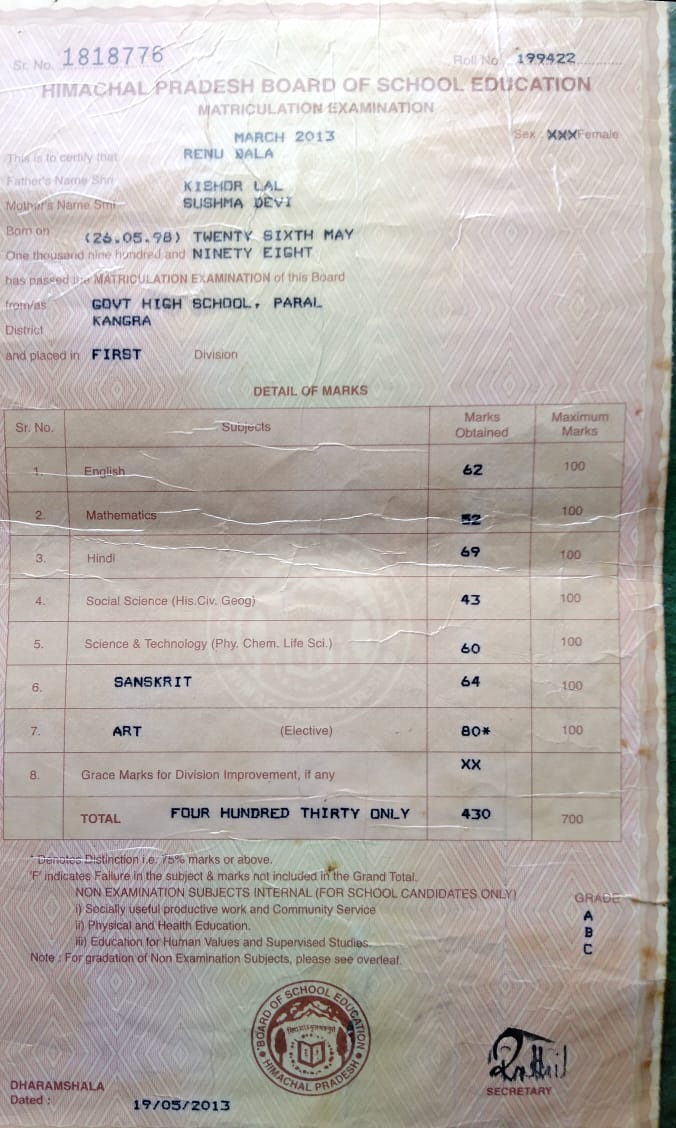 Sr. No. 1818776 Roll No. 199422
HIMACHAL PRADESH BOARD OF SCHOOL EDUCATION
MATRICULATION EXAMINATION
MARCH 2013 Sex : XXX Female
This is to certify that RENU BALA
Father's Name Shri KISHOR LAL
Mother's Name Smt SUSHMA DEVI
Born on (26.05.98) TWENTY SIXTH MAY
One thousand nine hundred and NINETY EIGHT
has passed the MATRICULATION EXAMINATION of this Board
from/as GOVT HIGH SCHOOL, PARAL
District KANGRA
and placed in FIRST Division
DETAIL OF MARKS
Sr. No. Subjects Marks Obtained Maximum Marks
1. English 62 100
2. Mathematics 52 100
3. Hindi 69 100
4. Social Science (His.Civ. Geog) 43 100
5. Science & Technology (Phy. Chem. Life Sci.) 60 100
6. SANSKRIT 64 100
7. ART (Elective) 80* 100
8. Grace Marks for Division Improvement, if any XX
TOTAL FOUR HUNDRED THIRTY ONLY 430 700
* Denotes Distinction i.e. 75% marks or above.
'F' indicates Failure in the subject & marks not included in the Grand Total.
NON EXAMINATION SUBJECTS INTERNAL (FOR SCHOOL CANDIDATES ONLY) GRADE
i) Socially useful productive work and Community Service A
ii) Physical and Health Education. B
iii) Education for Human Values and Supervised Studies. C
Note : For gradation of Non Examination Subjects, please see overleaf.
BOARD OF SCHOOL EDUCATION
HIMACHAL PRADESH
SECRETARY
DHARAMSHALA
Dated : 19/05/2013